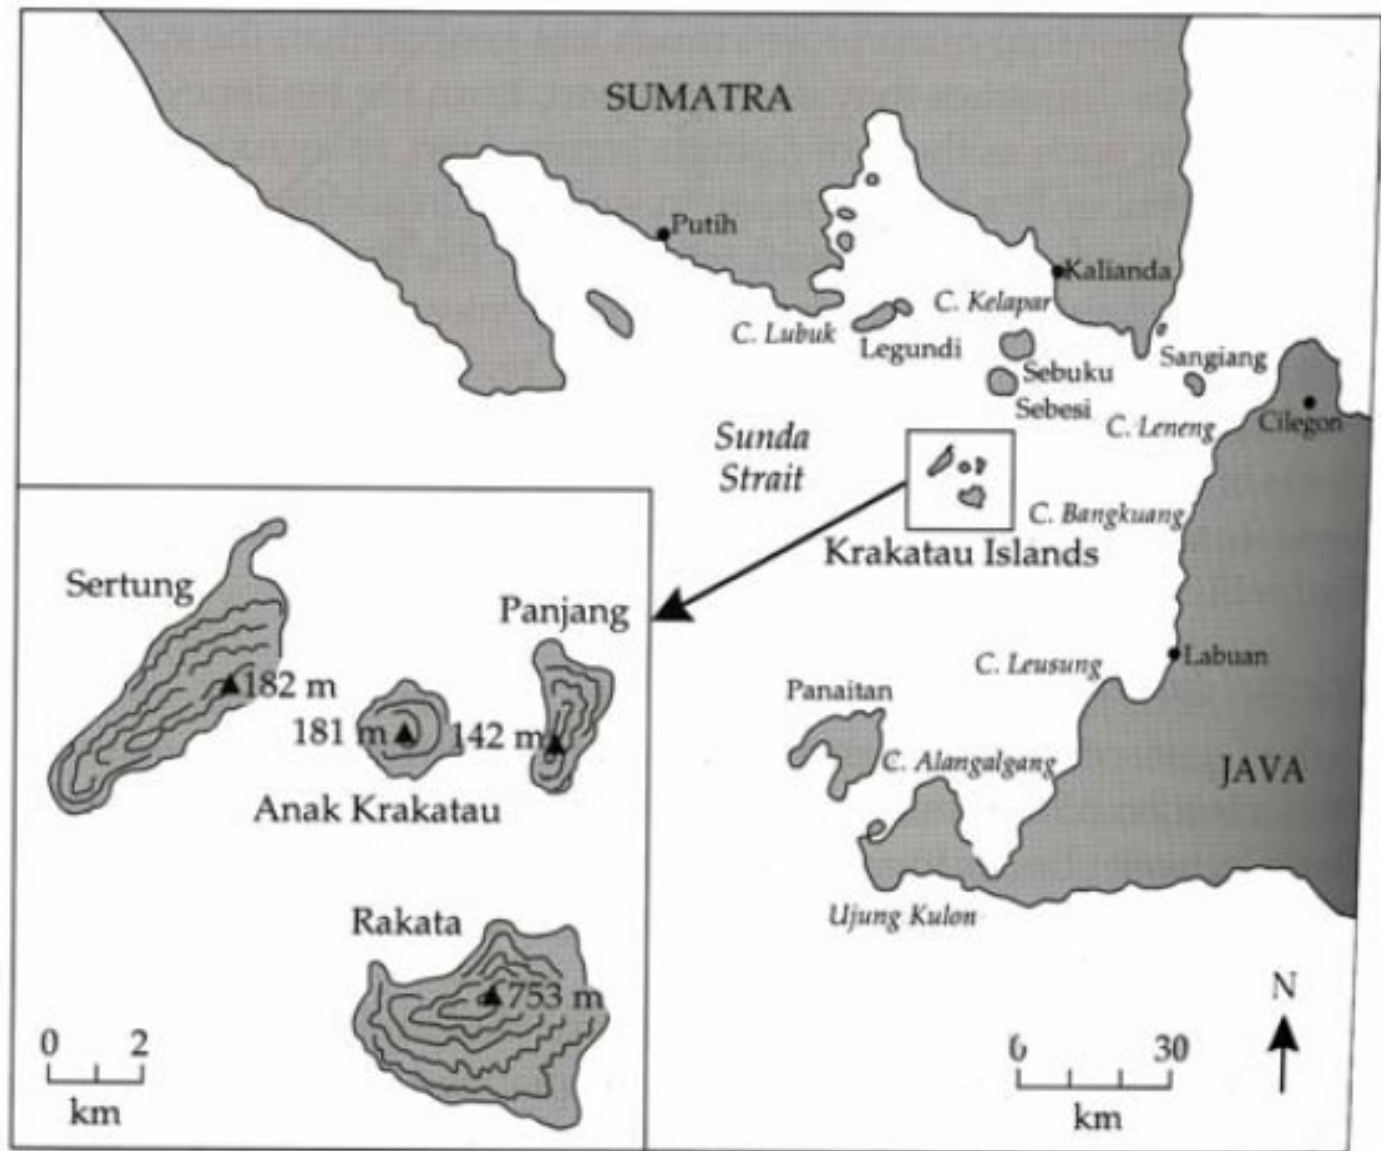 SUMATRA
Putih
Kalianda
C. Kelapar
C. Lubuk
Legundi
Sangiang
Sebuku
Sebesi
C. Leneng
Cilegon
Sunda
Strait
C. Bangkuang
Krakatau Islands
Sertung
Panjang
C. Leusung
Labuan
182 m
Panaitan
181 m
142 m
C. Alangalgang
JAVA
Anak Krakatau
Rakata
Ujung Kulon
753 m
N
0 2
km
0 30
km